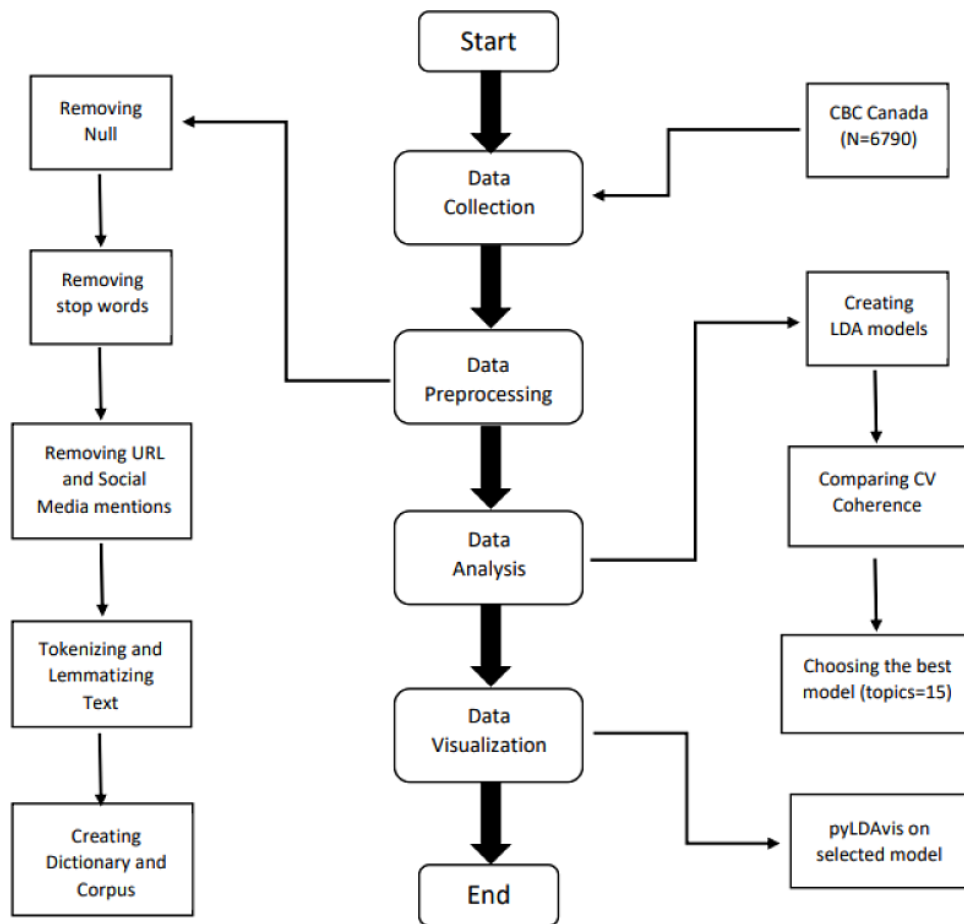 Start
Data
Collection
CBC Canada
(N=6790)
Data
Preprocessing
Removing
Null
Removing
stop words
Removing URL
and Social
Media mentions
Tokenizing and
Lemmatizing
Text
Creating
Dictionary and
Corpus
Data
Analysis
Creating
LDA models
Comparing CV
Coherence
Choosing the best
model (topics=15)
Data
Visualization
pyLDAvis on
selected model
End